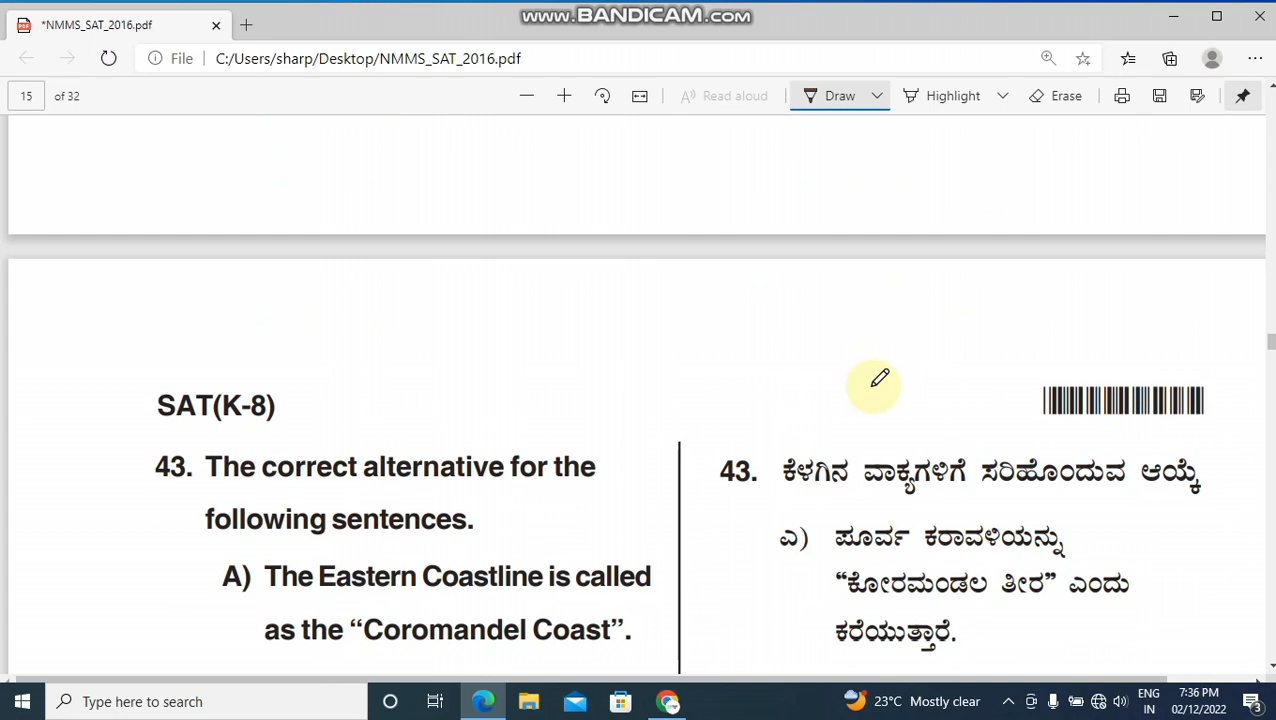 www.BANDICAM.com
*NMMS_SAT_2016.pdf
File C:/Users/sharp/Desktop/NMMS_SAT_2016.pdf
15 of 32 Read aloud Draw Highlight Erase
SAT(K-8)
43. The correct alternative for the
following sentences.
A) The Eastern Coastline is called
as the “Coromandel Coast”.
43. ಕೆಳಗಿನ ವಾಕ್ಯಗಳಿಗೆ ಸರಿಹೊಂದುವ ಆಯ್ಕೆ
ಎ) ಪೂರ್ವ ಕರಾವಳಿಯನ್ನು
“ಕೋರಮಂಡಲ ತೀರ” ಎಂದು
ಕರೆಯುತ್ತಾರೆ.
Type here to search
23°C Mostly clear
ENG
IN
7:36 PM
02/12/2022
3